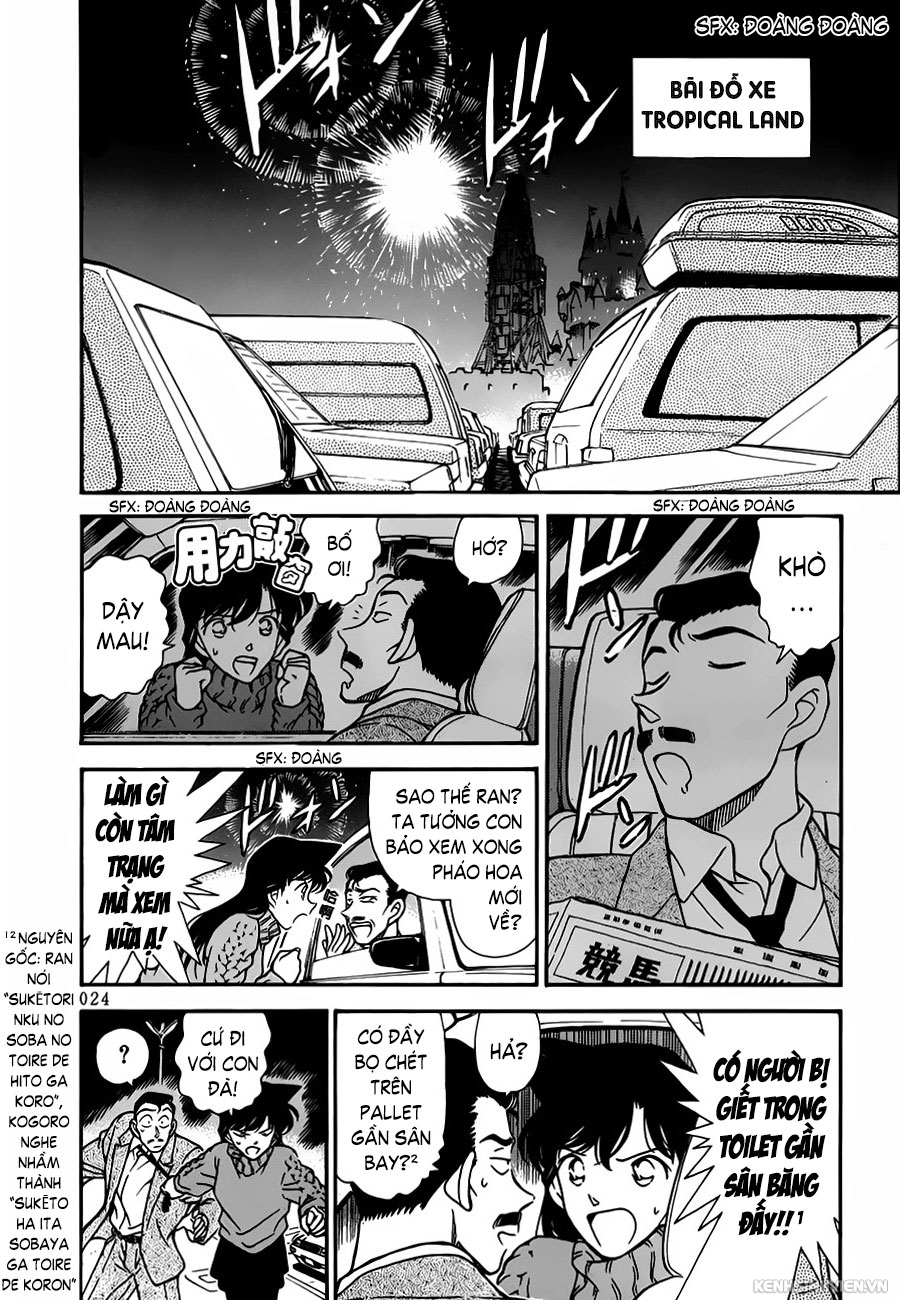 SFX: ĐOÀNG ĐOÀNG
BÃI ĐỖ XE
TROPICAL LAND
ドォン
ドォン
SFX: ĐOÀNG ĐOÀNG
KHÒ
...
競馬
SFX: ĐOÀNG ĐOÀNG
HỚ?
BỐ
ƠI!
用力敲窗
DẬY
MAU!
SFX: ĐOÀNG
SAO THẾ RAN?
TA TƯỞNG CON
BẢO XEM XONG
PHÁO HOA
MỚI
VỀ?
哈啊
LÀM GÌ
CÒN TÂM
TRẠNG
MÀ XEM
NỮA Ạ!
024
CÓ NGƯỜI BỊ
GIẾT TRONG
TOILET GẦN
SÂN BĂNG
ĐẤY!!¹
HẢ?
CÓ ĐẦY
BỌ CHÉT
TRÊN
PALLET
GẦN SÂN
BAY?²
CỨ ĐI
VỚI CON
ĐÃ!
?
¹²NGUYÊN
GỐC: RAN
NÓI
"SUKĒTORI
NKU NO
SOBA NO
TOIRE DE
HITO GA
KORO",
KOGORO
NGHE
NHẦM
THÀNH
"SUKĒTO
HA ITA
SOBAYA
GA TOIRE
DE KORON"